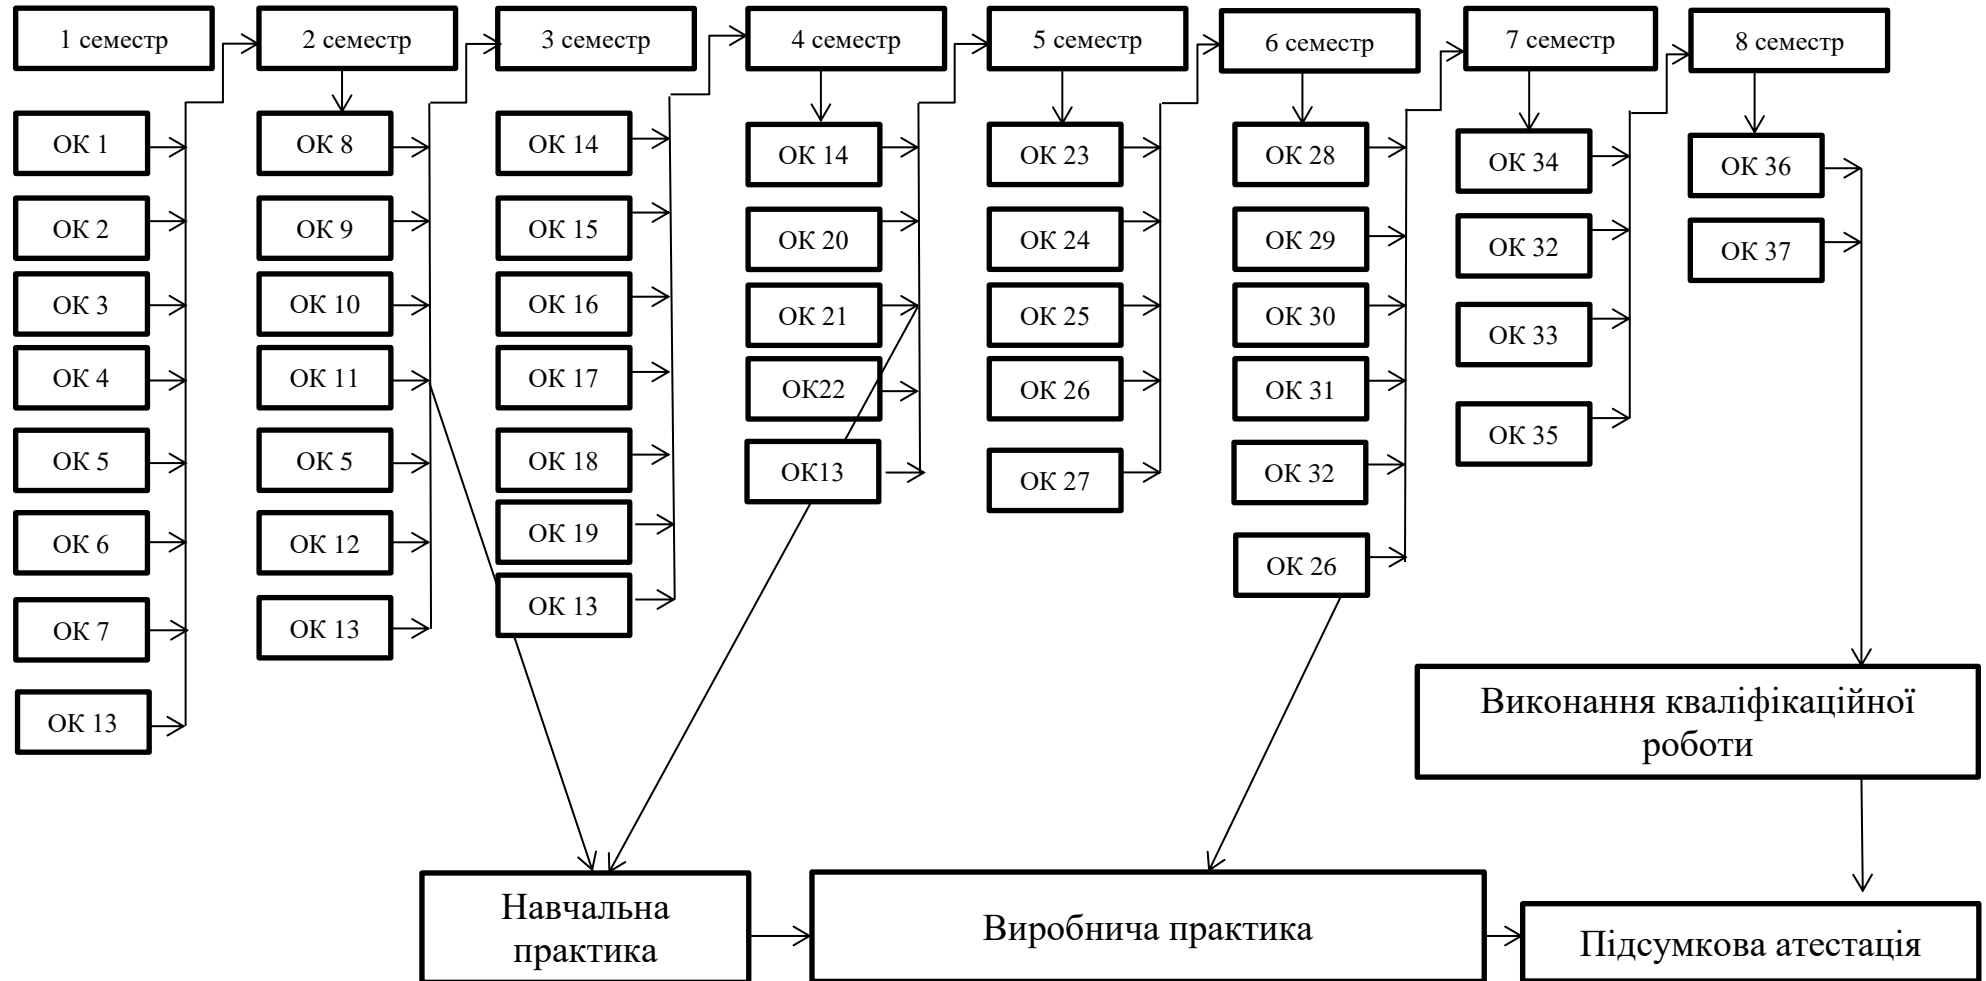 1 семестр
2 семестр
3 семестр
4 семестр
5 семестр
6 семестр
7 семестр
8 семестр
ОК 1
ОК 2
ОК 3
ОК 4
ОК 5
ОК 6
ОК 7
ОК 13
ОК 8
ОК 9
ОК 10
ОК 11
ОК 5
ОК 12
ОК 13
ОК 14
ОК 15
ОК 16
ОК 17
ОК 18
ОК 19
ОК 13
ОК 14
ОК 20
ОК 21
ОК22
ОК13
ОК 23
ОК 24
ОК 25
ОК 26
ОК 27
ОК 28
ОК 29
ОК 30
ОК 31
ОК 32
ОК 26
ОК 34
ОК 32
ОК 33
ОК 35
ОК 36
ОК 37
Виконання кваліфікаційної
роботи
Навчальна
практика
Виробнича практика
Підсумкова атестація